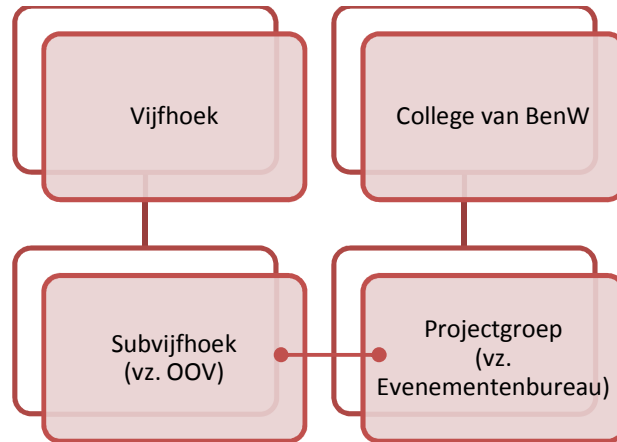 Vijfhoek
College van BenW
Subvijfhoek
(vz. OOV)
Projectgroep
(vz.
Evenementenbureau)